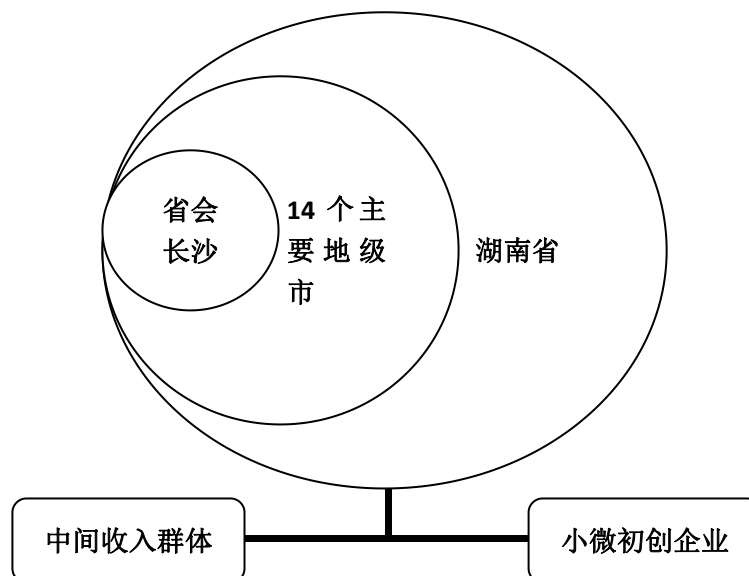 省会
长沙
14 个主
要地级
市
湖南省
中间收入群体
小微初创企业